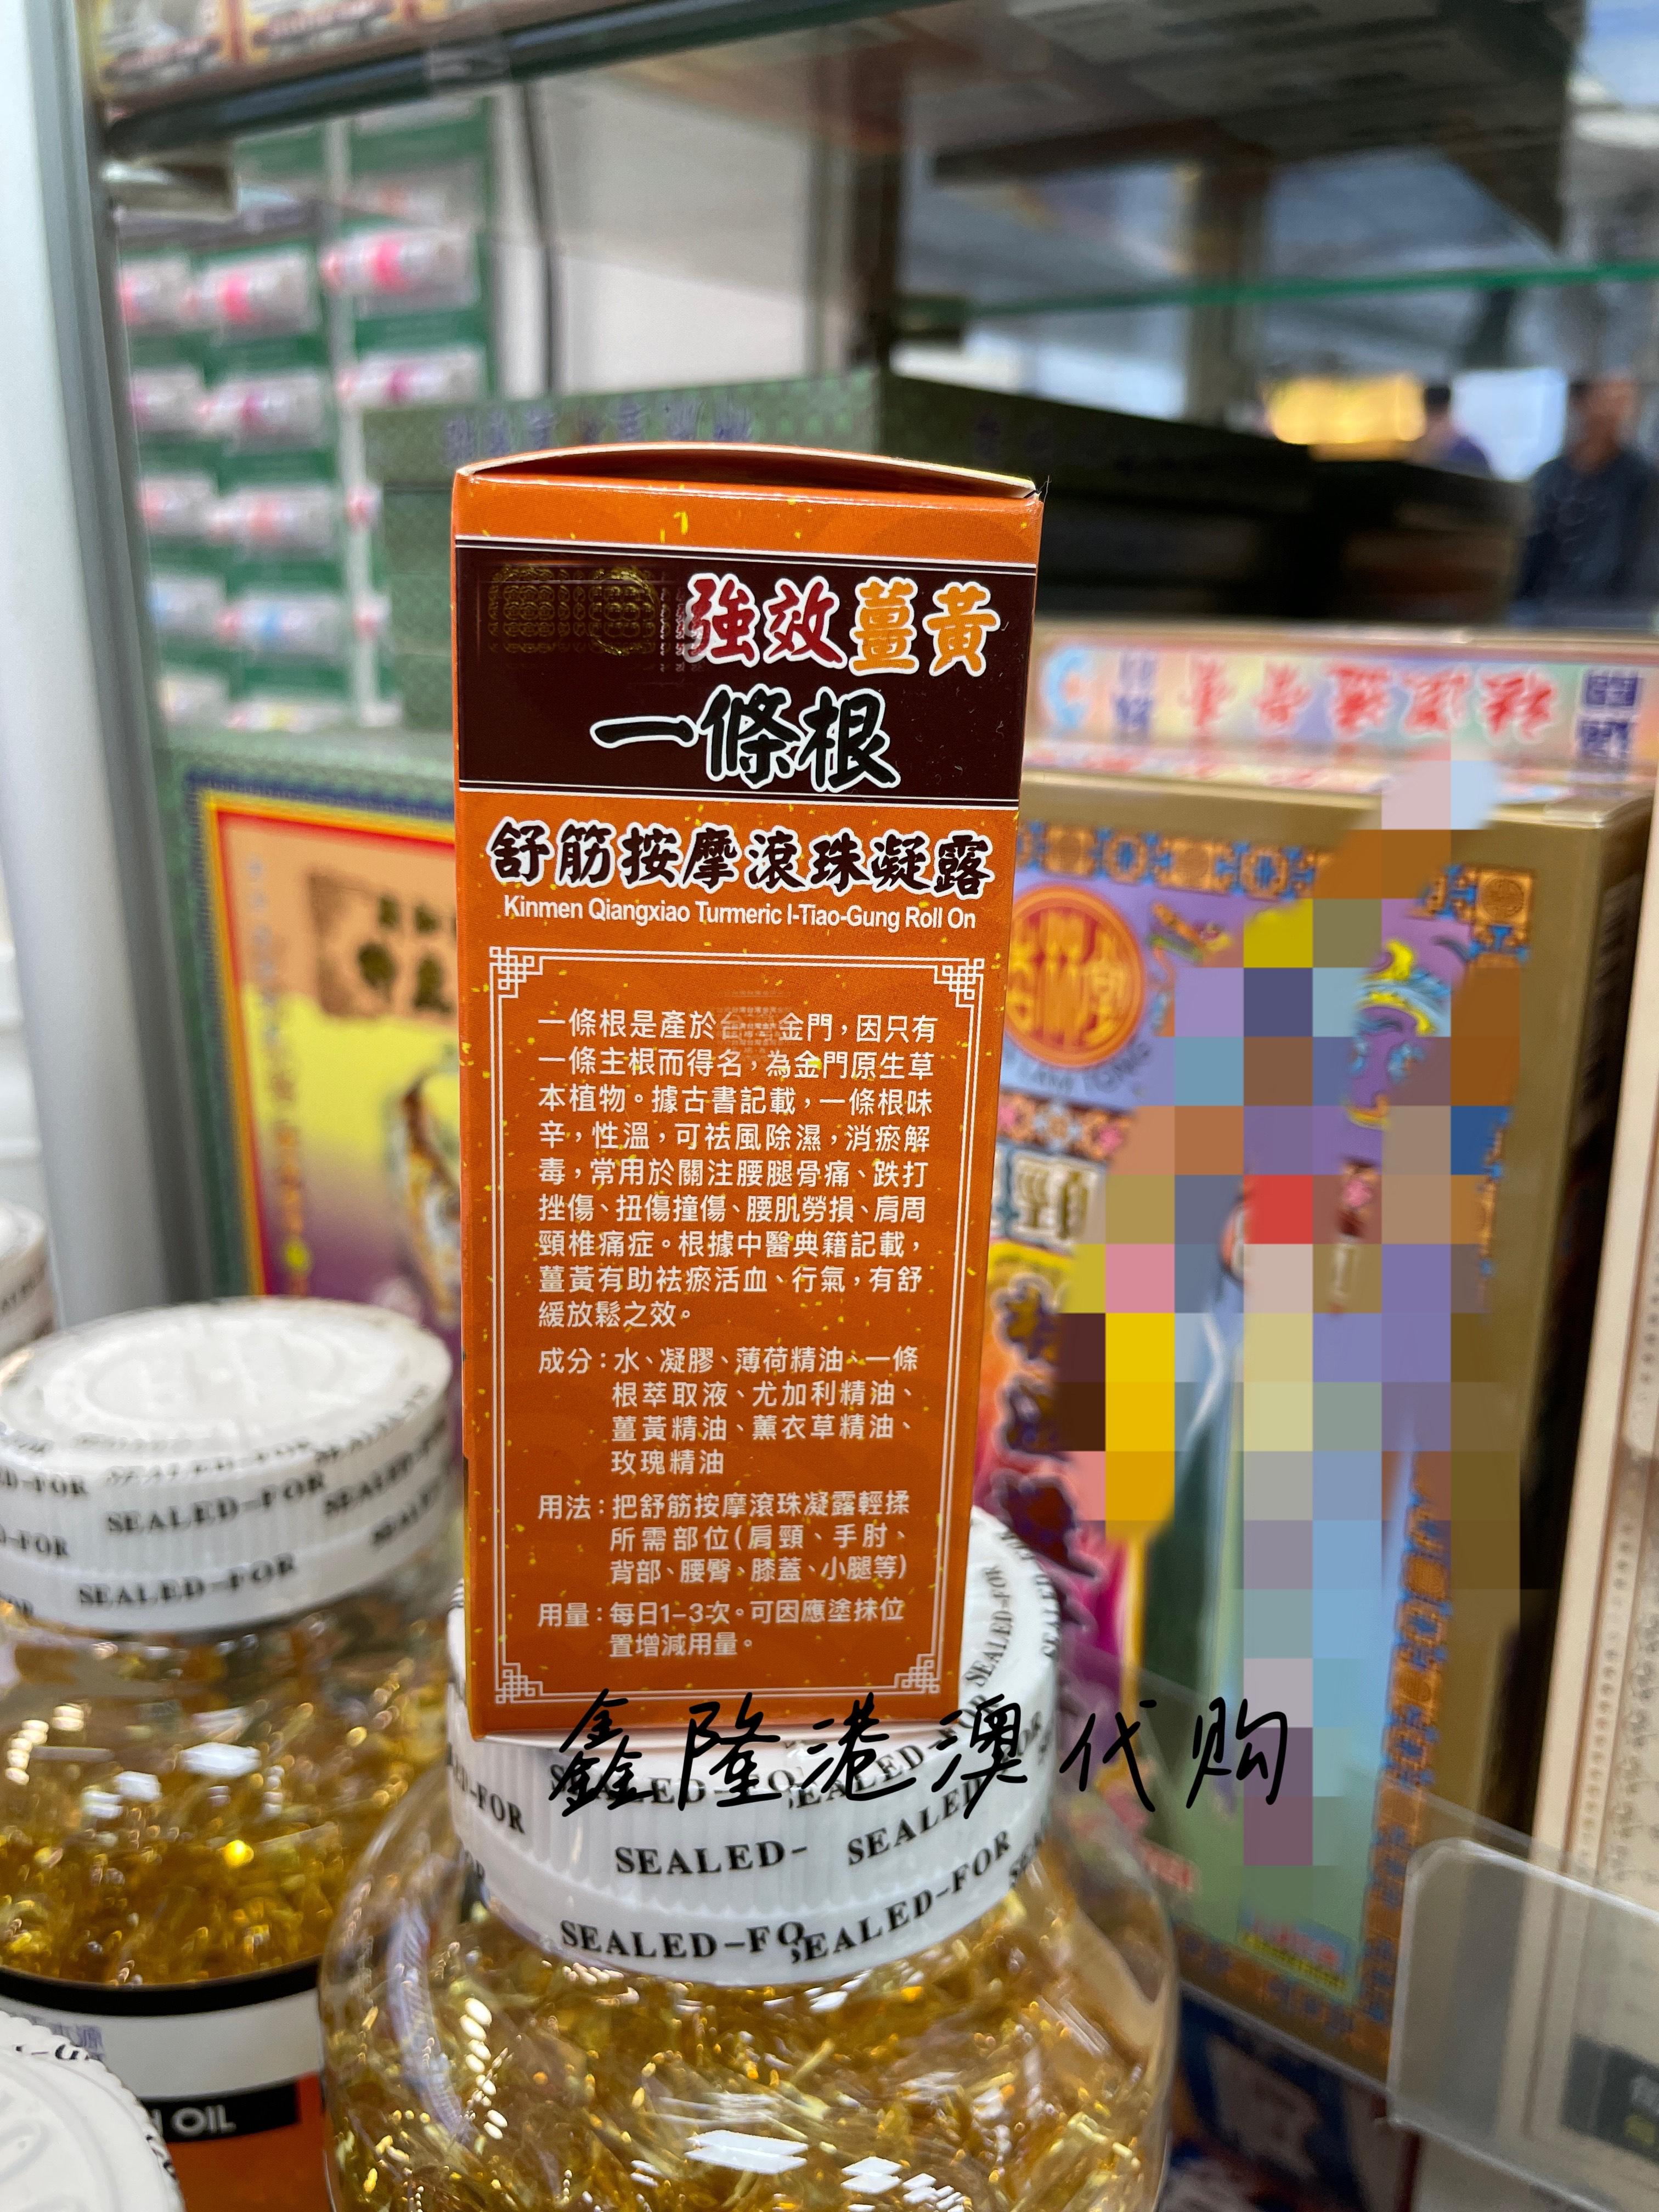 強效薑黃
一條根
舒筋按摩滾珠凝露
Kinmen Qiangxiao Turmeric I-Tiao-Gung Roll On
一條根是產於 金門，因只有
一條主根而得名，為金門原生草
本植物。據古書記載，一條根味
辛，性溫，可祛風除濕，消瘀解
毒，常用於關注腰腿骨痛、跌打
挫傷、扭傷撞傷、腰肌勞損、肩周
頸椎痛症。根據中醫典籍記載，
薑黃有助祛瘀活血、行氣，有舒
緩放鬆之效。
成分：水、凝膠、薄荷精油、一條
根萃取液、尤加利精油、
薑黃精油、薰衣草精油、
玫瑰精油
用法：把舒筋按摩滾珠凝露輕揉
所需部位(肩頸、手肘、
背部、腰臀、膝蓋、小腿等)
用量：每日1-3次。可因應塗抹位
置增減用量。
鑫隆港澳代购
SEALED-FOR
SEALED-FOR
SEALED-
SEALED
SEALED-FO
SEALED-FOR
OIL